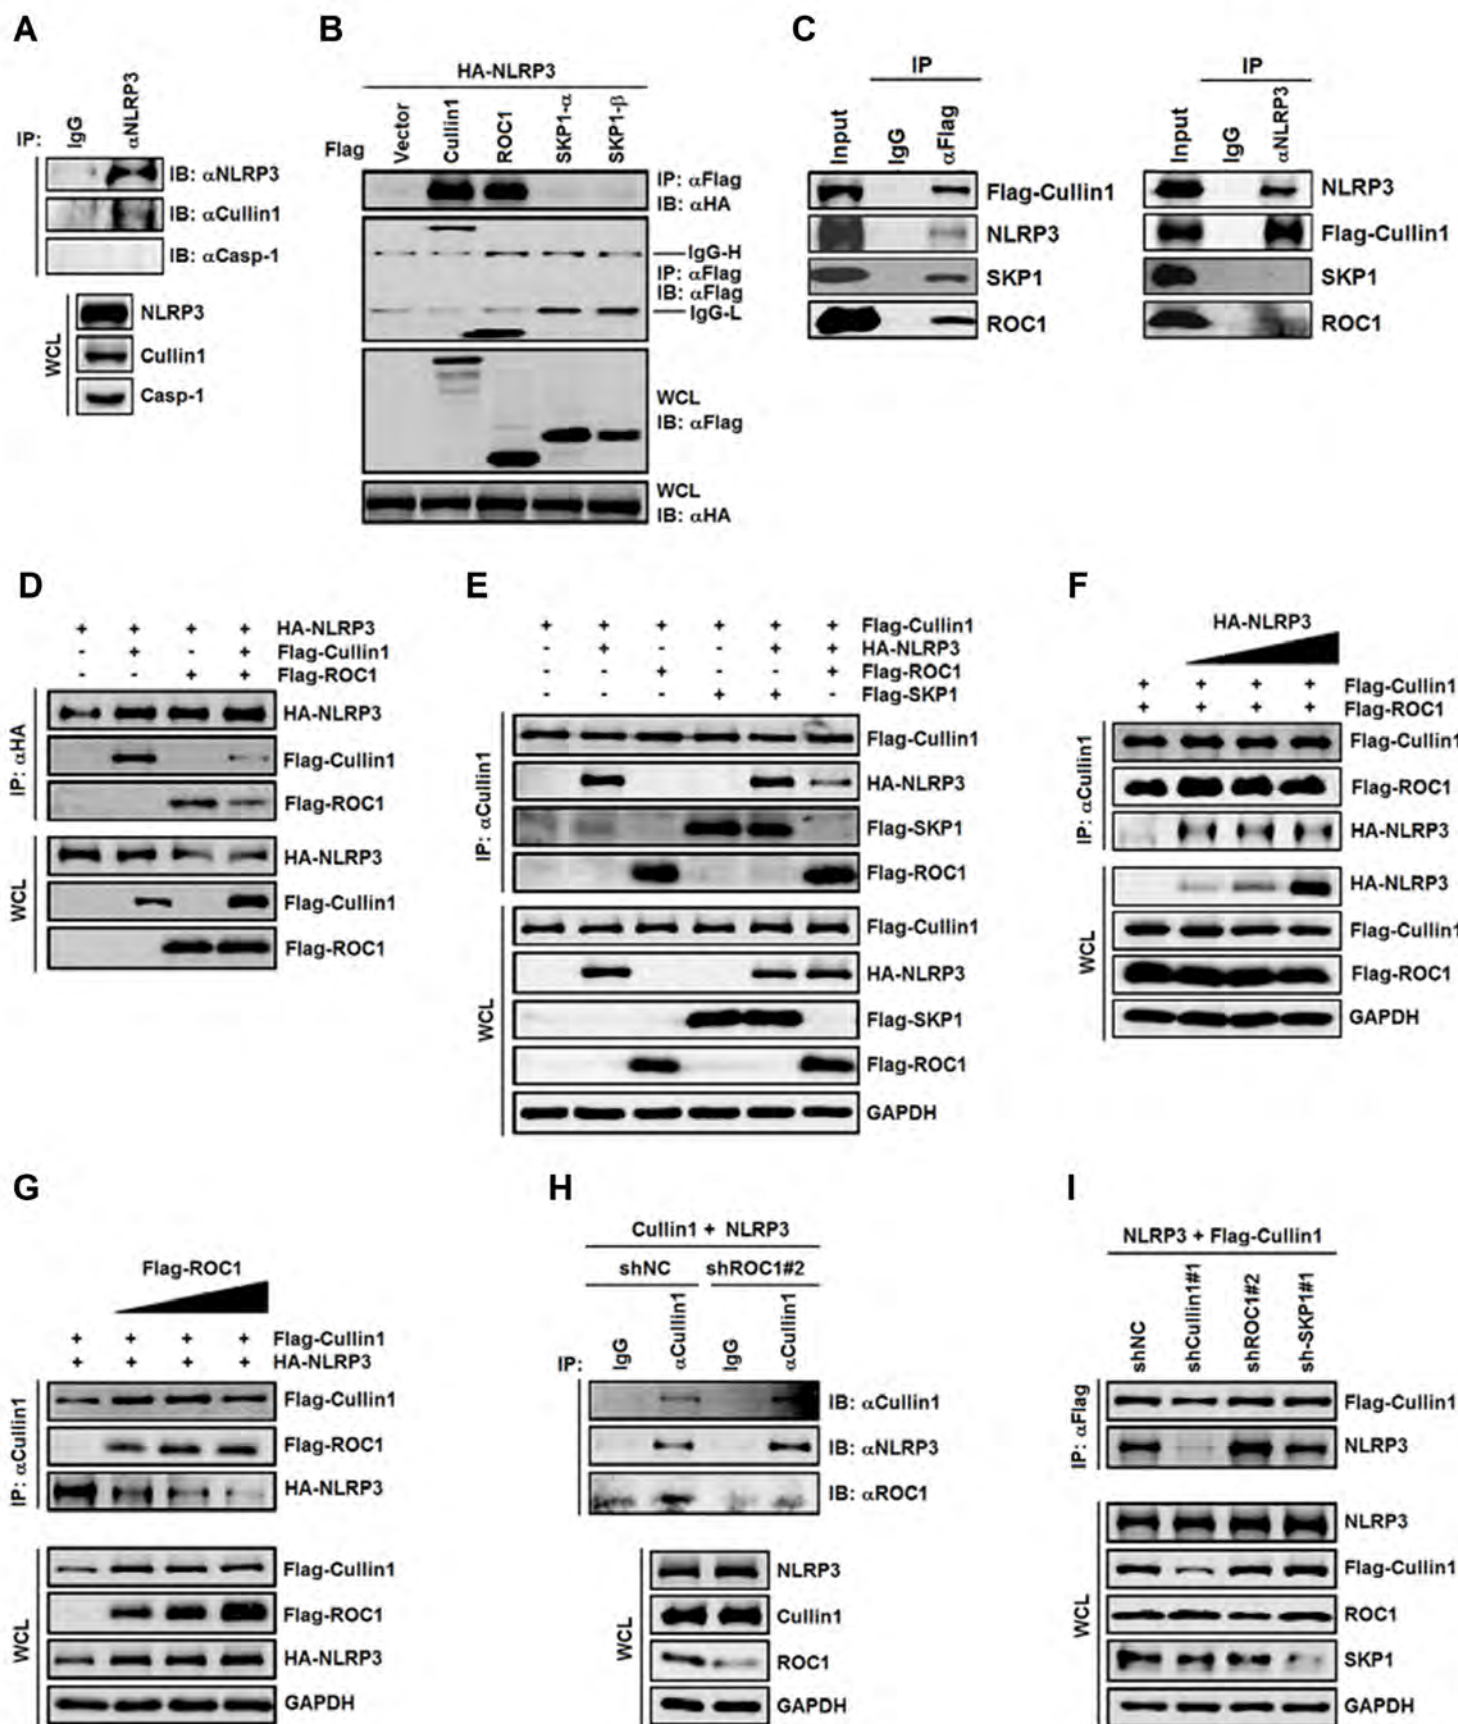 A
IP:
IgG
αNLRP3
IB: αNLRP3
IB: αCullin1
IB: αCasp-1
WCL
NLRP3
Cullin1
Casp-1
B
HA-NLRP3
Flag
Vector
Cullin1
ROC1
SKP1-α
SKP1-β
IP: αFlag
IB: αHA
IgG-H
IP: αFlag
IB: αFlag
IgG-L
WCL
IB: αFlag
WCL
IB: αHA
C
IP
Input
IgG
αFlag
Flag-Cullin1
NLRP3
SKP1
ROC1
IP
Input
IgG
αNLRP3
NLRP3
Flag-Cullin1
SKP1
ROC1
D
+ + + + HA-NLRP3
- + - + Flag-Cullin1
- - + + Flag-ROC1
IP: αHA
HA-NLRP3
Flag-Cullin1
Flag-ROC1
WCL
HA-NLRP3
Flag-Cullin1
Flag-ROC1
E
+ + + + + + Flag-Cullin1
- + - - + + HA-NLRP3
- - + - - + Flag-ROC1
- - - + + - Flag-SKP1
IP: αCullin1
Flag-Cullin1
HA-NLRP3
Flag-SKP1
Flag-ROC1
WCL
Flag-Cullin1
HA-NLRP3
Flag-SKP1
Flag-ROC1
GAPDH
F
HA-NLRP3
+ + + + Flag-Cullin1
+ + + + Flag-ROC1
IP: αCullin1
Flag-Cullin1
Flag-ROC1
HA-NLRP3
WCL
HA-NLRP3
Flag-Cullin1
Flag-ROC1
GAPDH
G
Flag-ROC1
+ + + + Flag-Cullin1
+ + + + HA-NLRP3
IP: αCullin1
Flag-Cullin1
Flag-ROC1
HA-NLRP3
WCL
Flag-Cullin1
Flag-ROC1
HA-NLRP3
GAPDH
H
Cullin1 + NLRP3
shNC shROC1#2
IP:
IgG
αCullin1
IgG
αCullin1
IB: αCullin1
IB: αNLRP3
IB: αROC1
WCL
NLRP3
Cullin1
ROC1
GAPDH
I
NLRP3 + Flag-Cullin1
shNC
shCullin1#1
shROC1#2
sh-SKP1#1
IP: αFlag
Flag-Cullin1
NLRP3
WCL
NLRP3
Flag-Cullin1
ROC1
SKP1
GAPDH